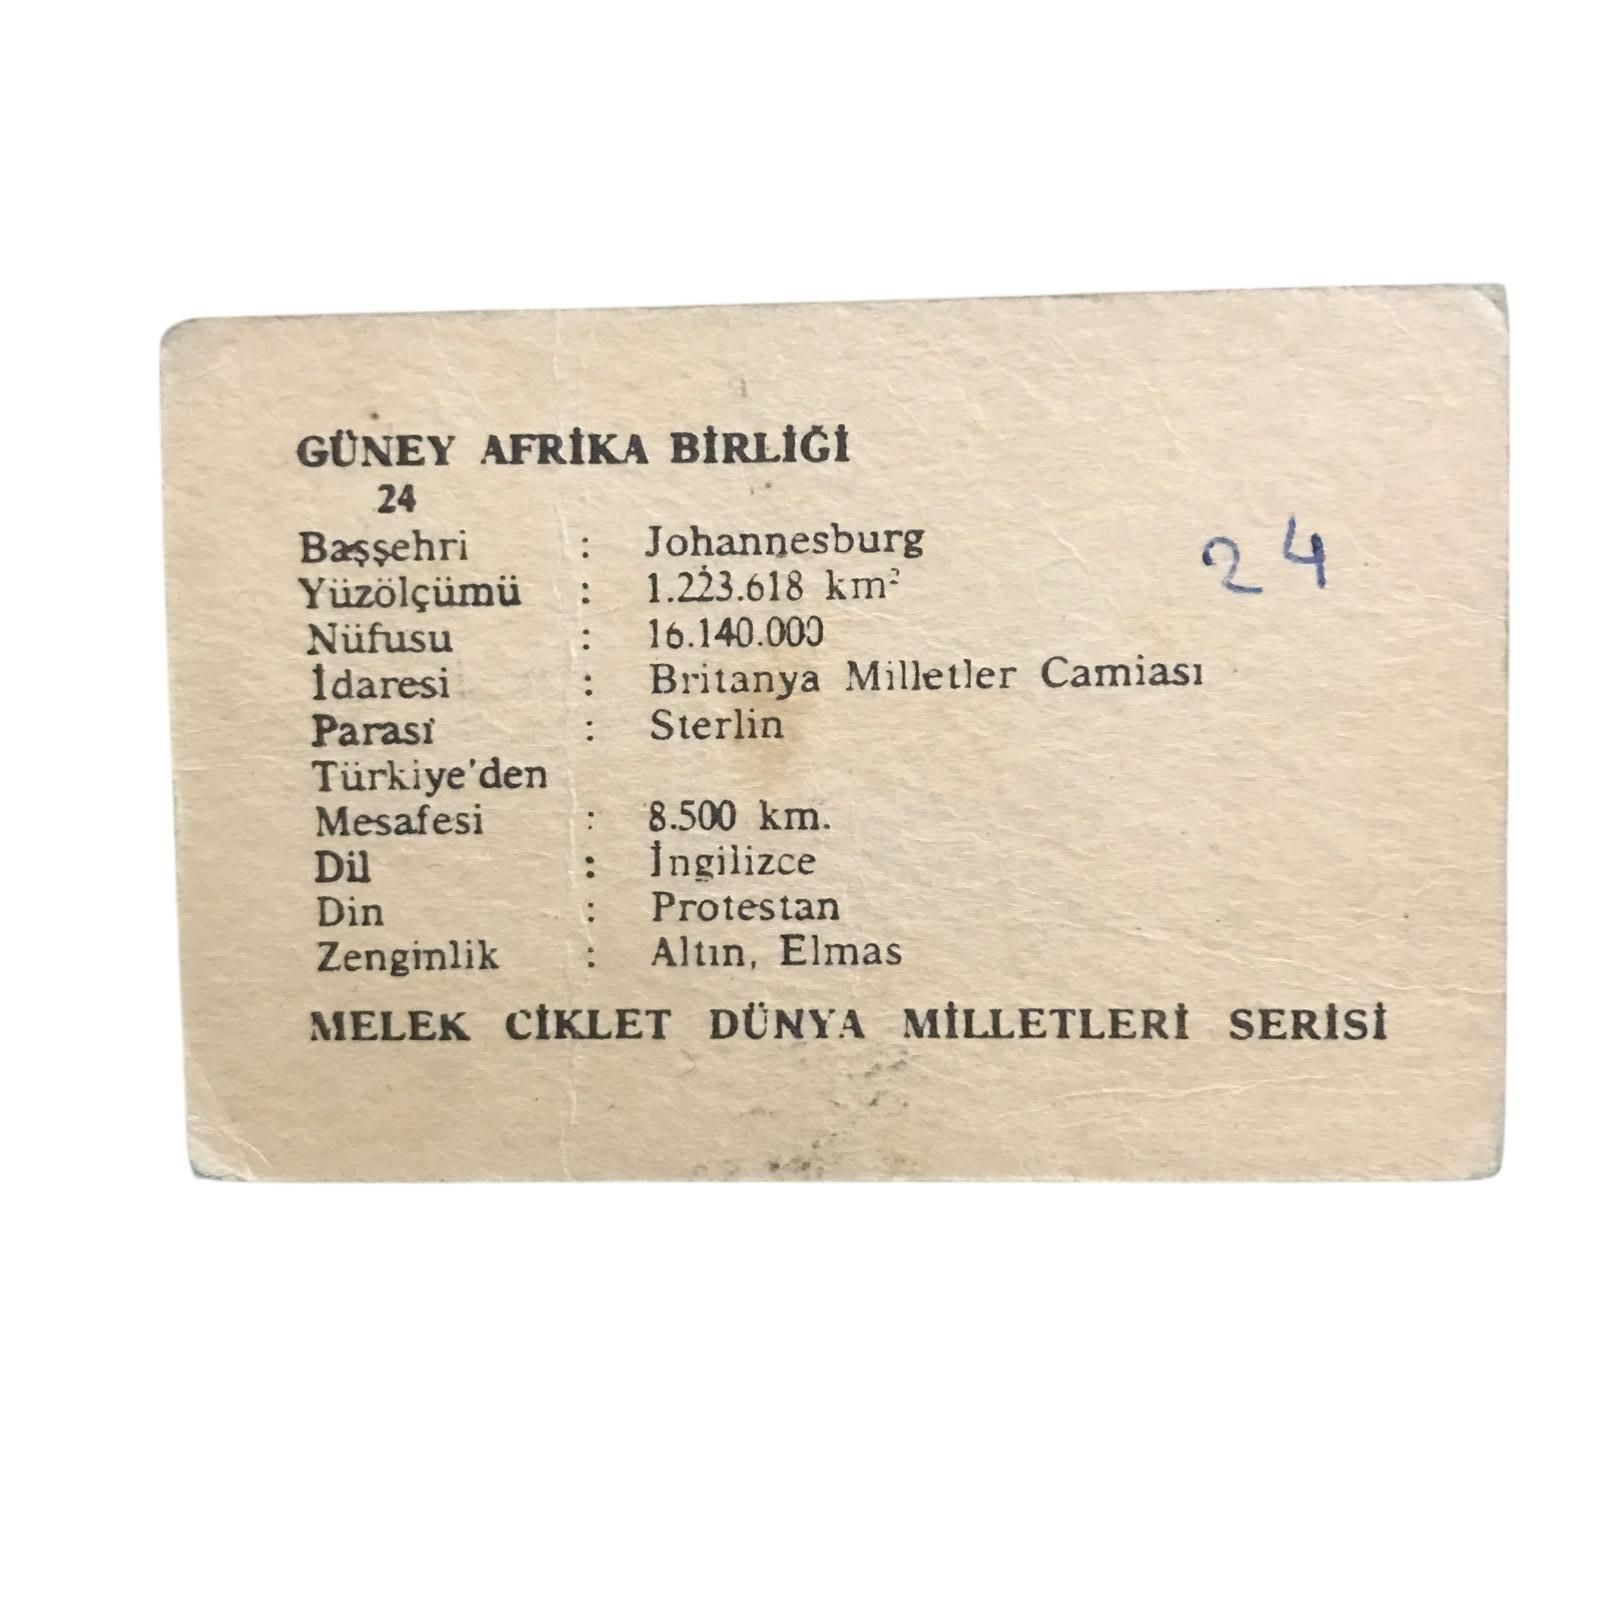 GÜNEY AFRİKA BİRLİĞİ
24
Başşehri : Johannesburg
Yüzölçümü : 1.223.618 km²
Nüfusu : 16.140.000
İdaresi : Britanya Milletler Camiası
Parası : Sterlin
Türkiye'den
Mesafesi : 8.500 km.
Dil : İngilizce
Din : Protestan
Zenginlik : Altın, Elmas
MELEK CİKLET DÜNYA MİLLETLERİ SERİSİ
24